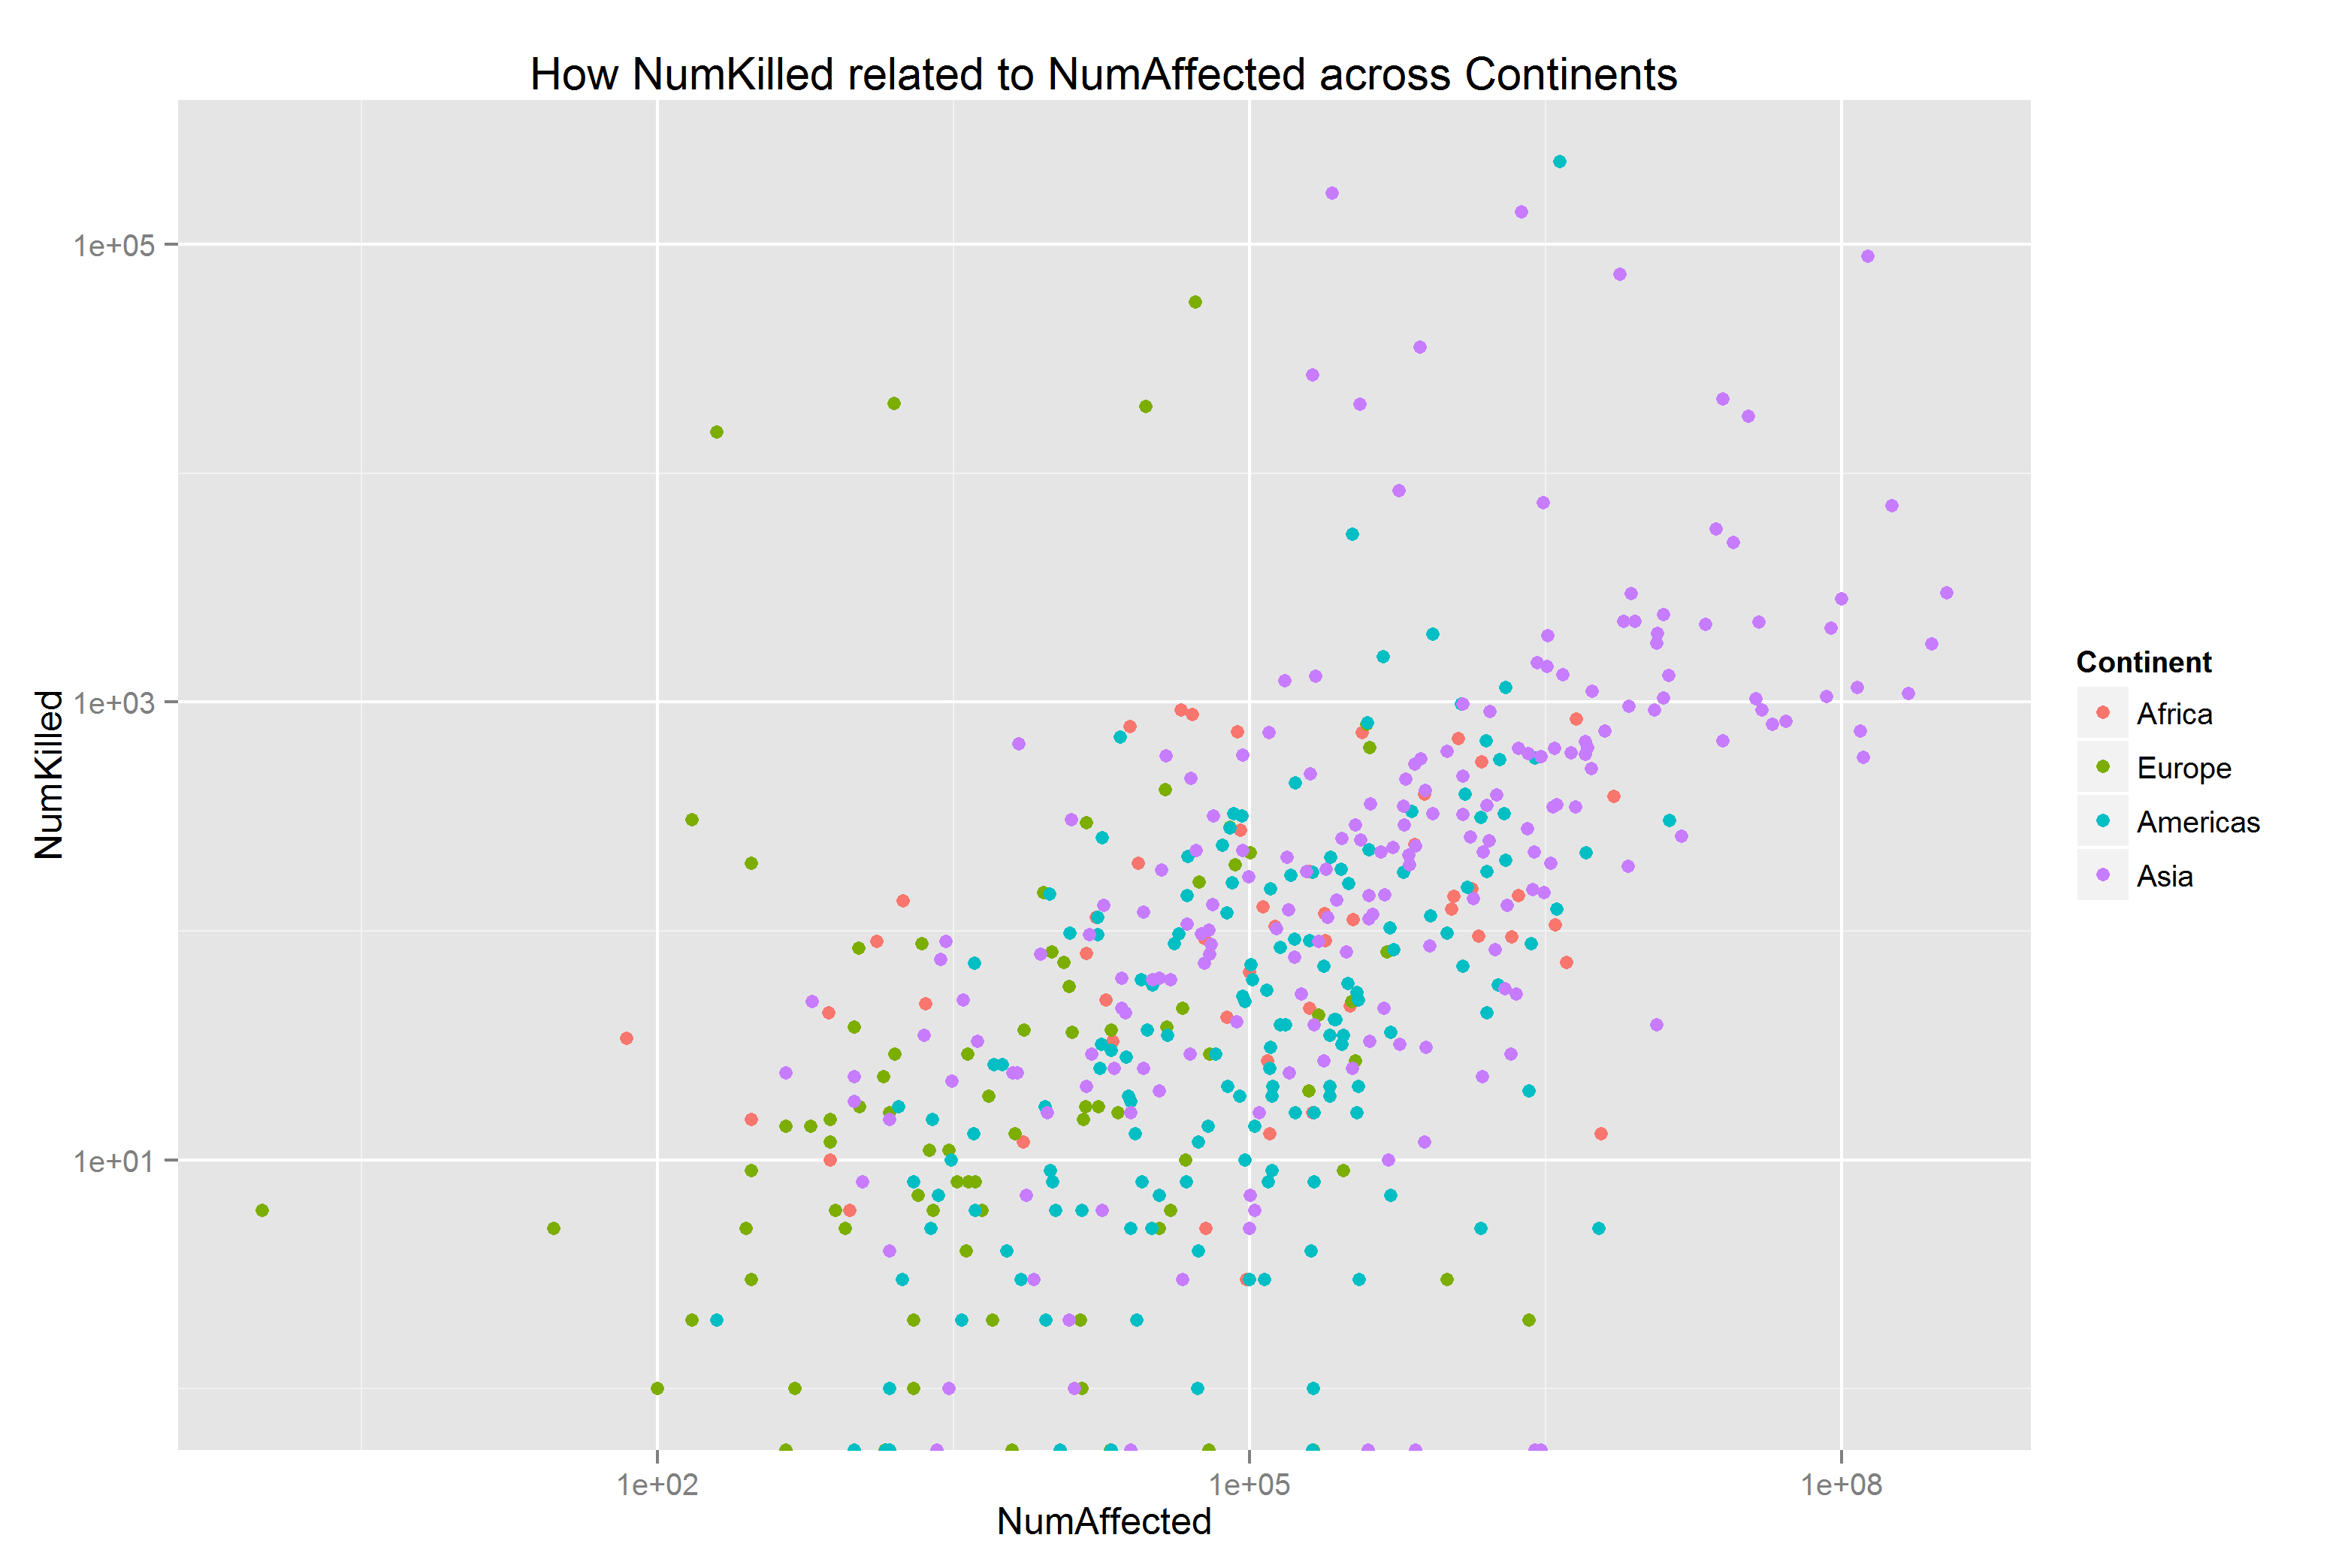 How NumKilled related to NumAffected across Continents
1e+05
1e+03
1e+01
NumKilled
1e+02
1e+05
1e+08
NumAffected
Continent
Africa
Europe
Americas
Asia